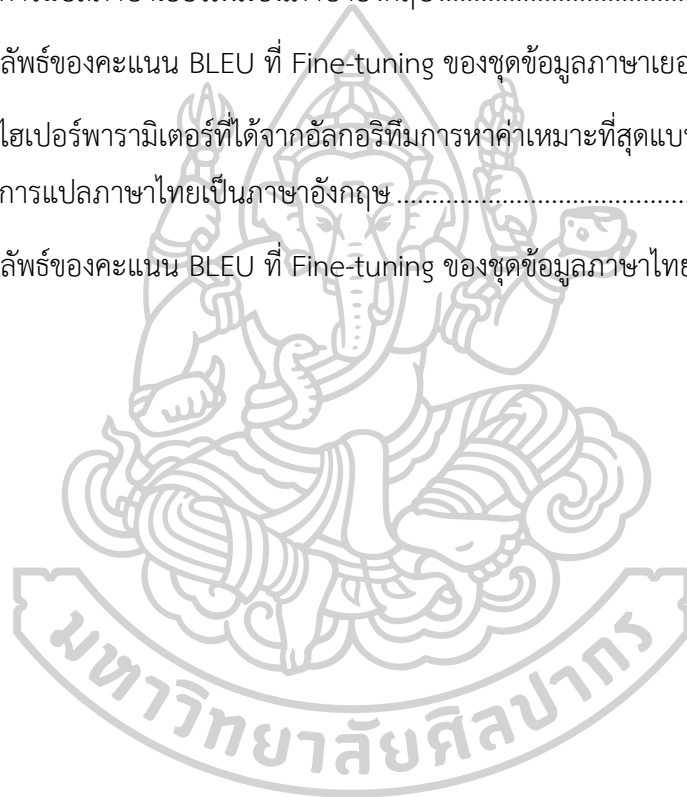 ลัพธ์ของคะแนน BLEU ที่ Fine-tuning ของชุดข้อมูลภาษาเยอ
ไฮเปอร์พารามิเตอร์ที่ได้จากอัลกอริทึมการหาค่าเหมาะที่สุดแบบ
การแปลภาษาไทยเป็นภาษาอังกฤษ
ลัพธ์ของคะแนน BLEU ที่ Fine-tuning ของชุดข้อมูลภาษาไทย
มหาวิทยาลัยศิลปากร